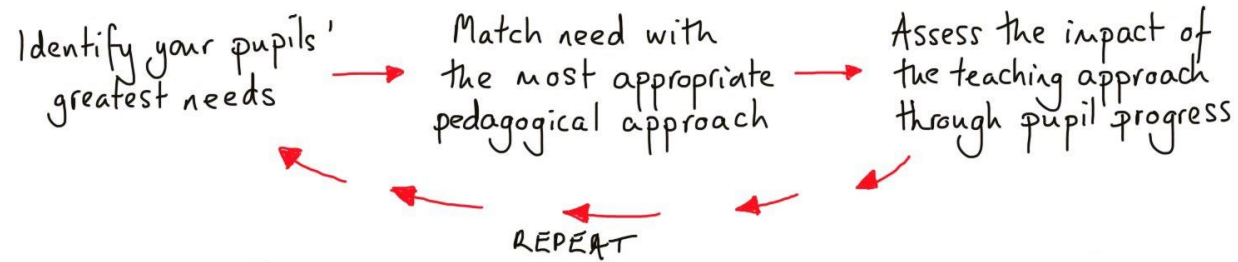 Identify your pupils'
greatest needs
Match need with
the most appropriate
pedagogical approach
Assess the impact of
the teaching approach
through pupil progress
REPEAT